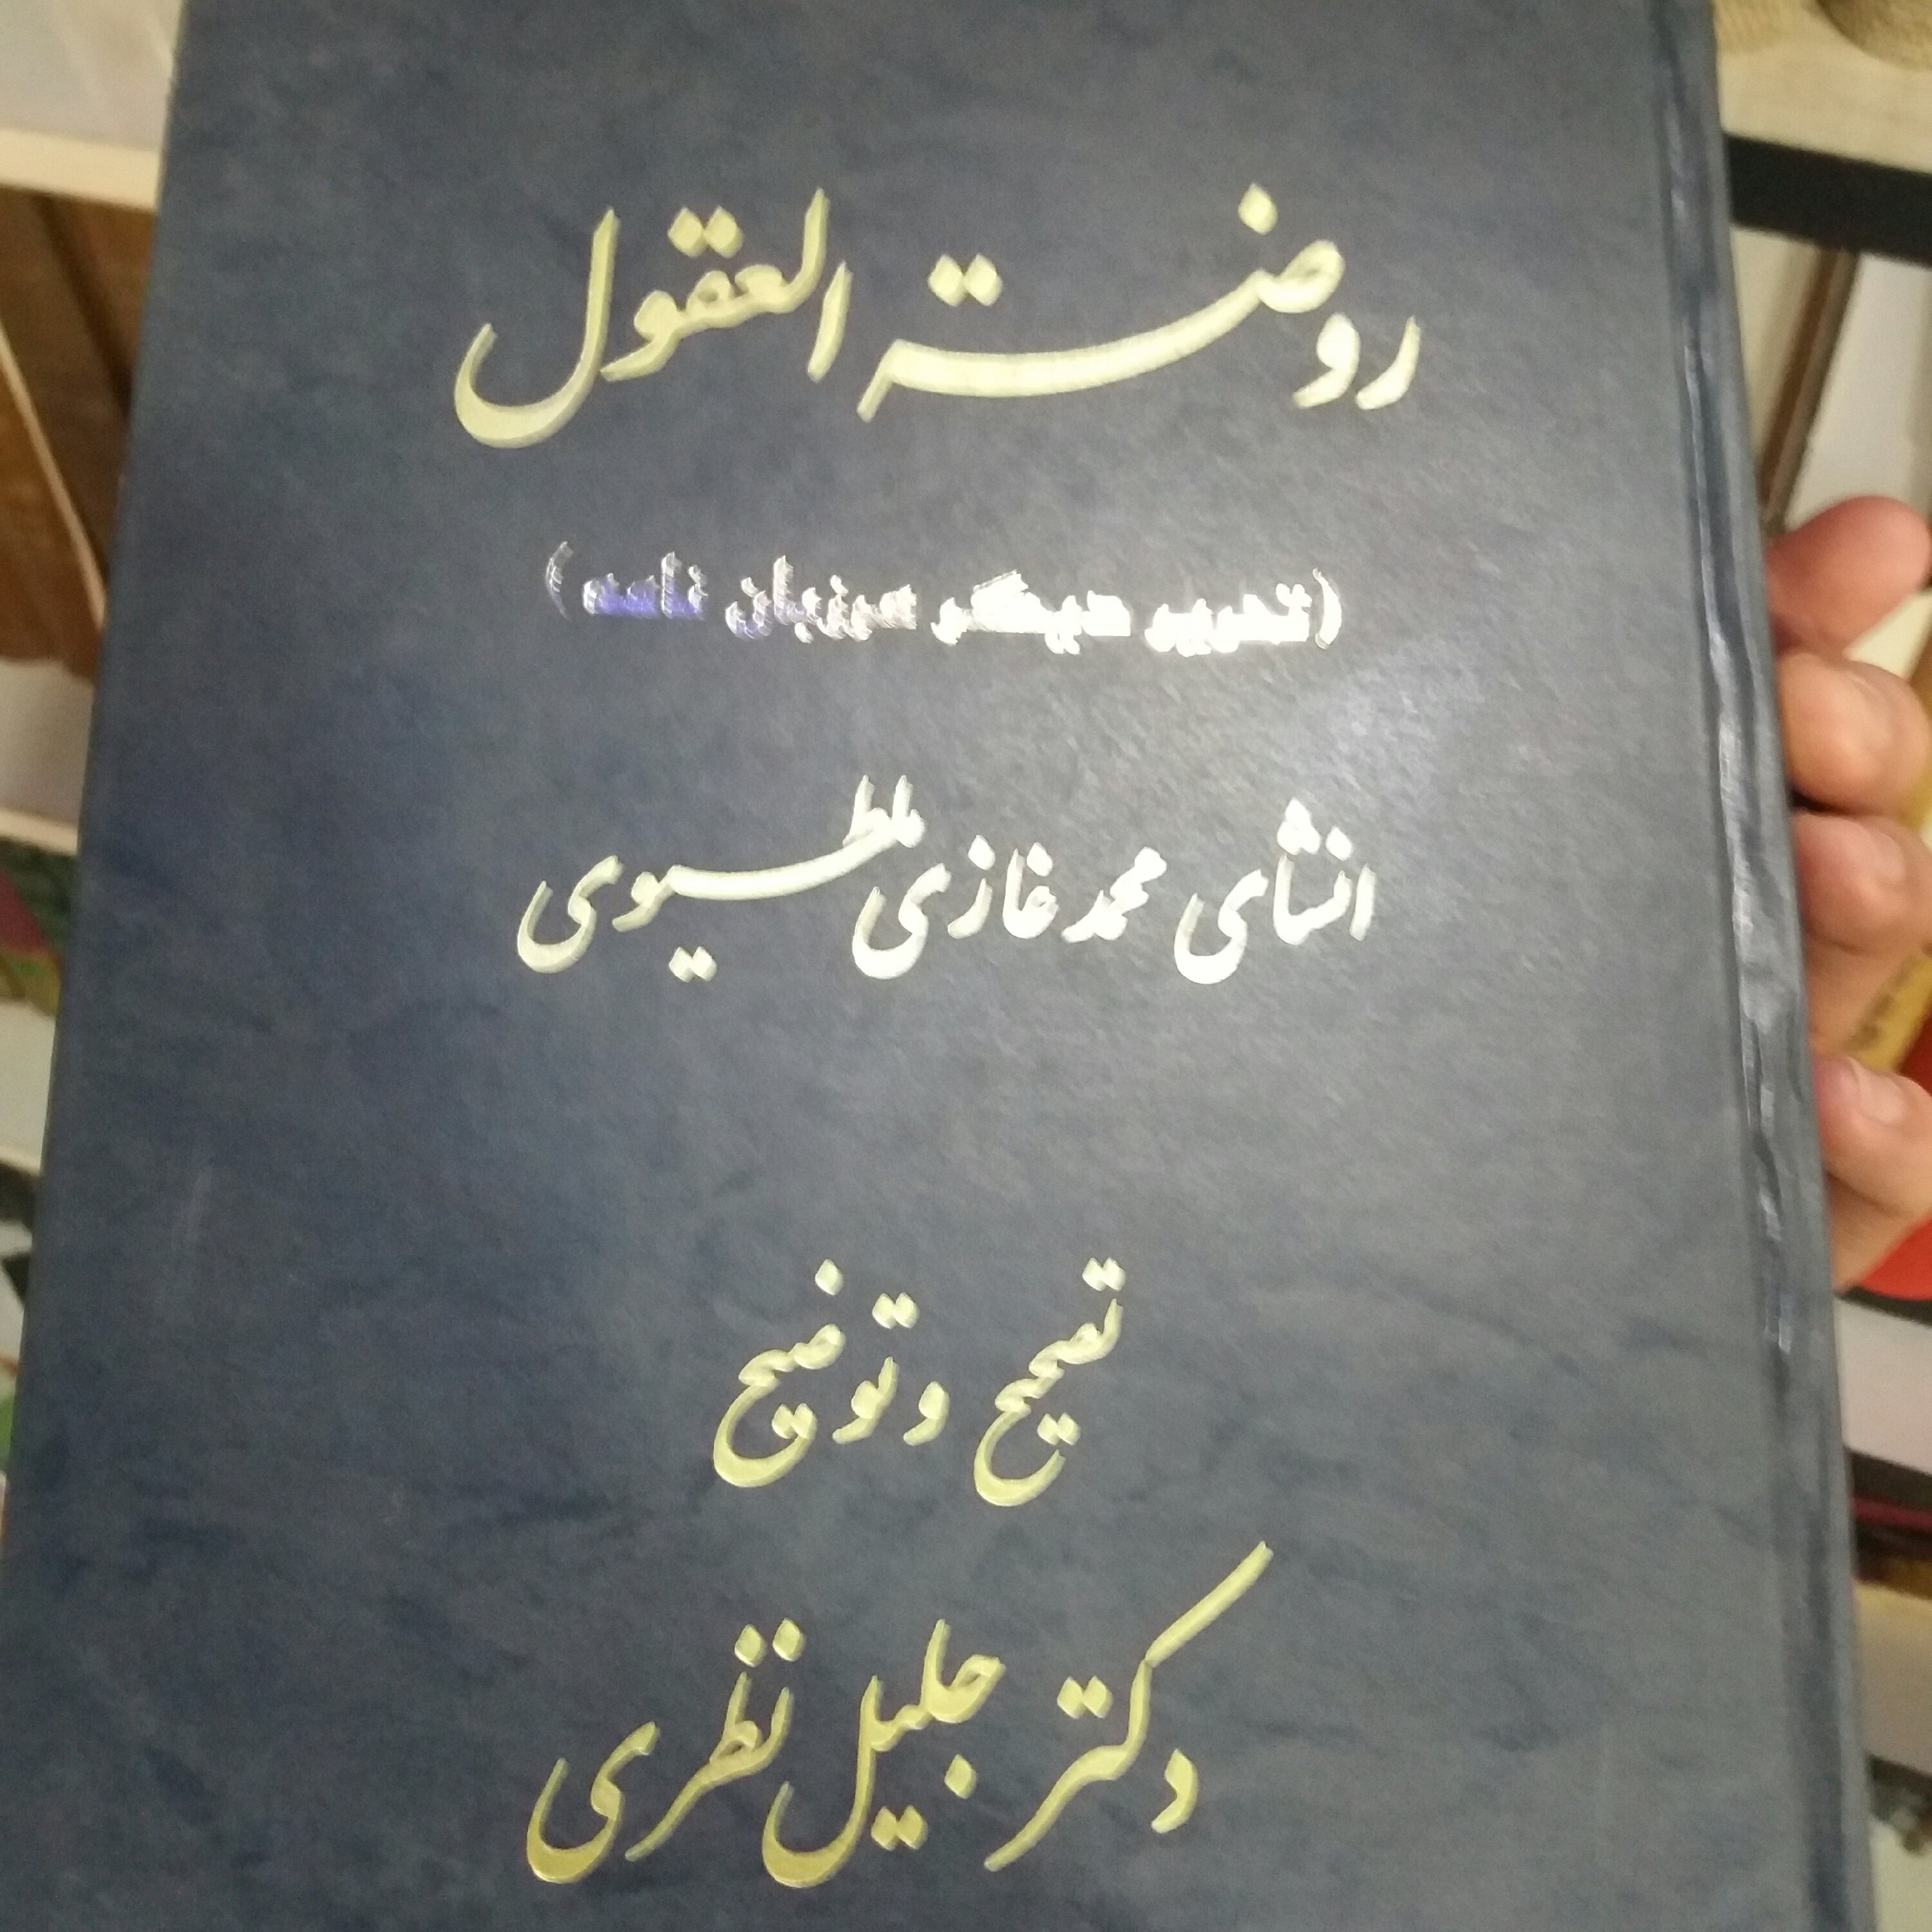 روضة العقول
(تحریر دیگر مرزبان نامه)
انشای محمد غازی ملطیوی
تصحیح و توضیح
دکتر جلیل نظری